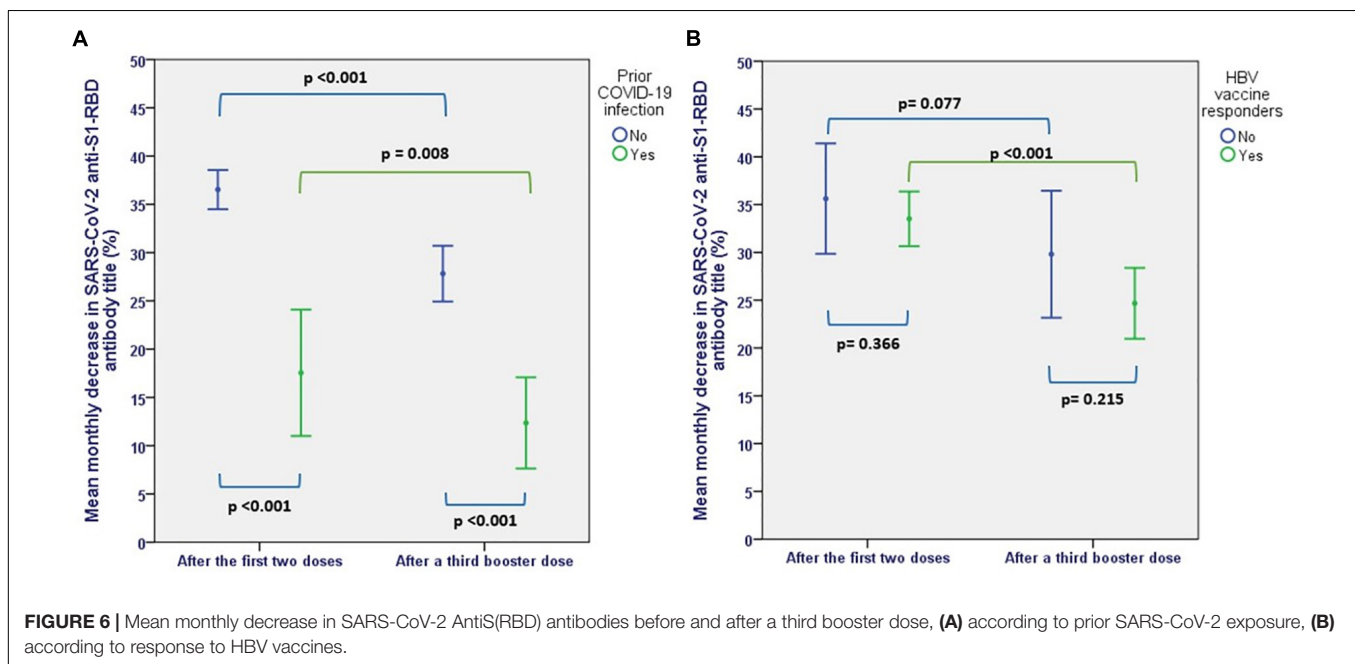 A
Mean monthly decrease in SARS-CoV-2 anti-S1-RBD
antibody title (%)
50
45
40
35
30
25
20
15
10
5
0
p <0.001
p = 0.008
p <0.001
p <0.001
After the first two doses
After a third booster dose
Prior
COVID-19
infection
No
Yes
B
Mean monthly decrease in SARS-CoV-2 anti-S1-RBD
antibody title (%)
50
45
40
35
30
25
20
15
10
5
0
p= 0.077
p <0.001
p= 0.366
p= 0.215
After the first two doses
After a third booster dose
HBV
vaccine
responders
No
Yes
FIGURE 6 | Mean monthly decrease in SARS-CoV-2 AntiS(RBD) antibodies before and after a third booster dose, (A) according to prior SARS-CoV-2 exposure, (B)
according to response to HBV vaccines.